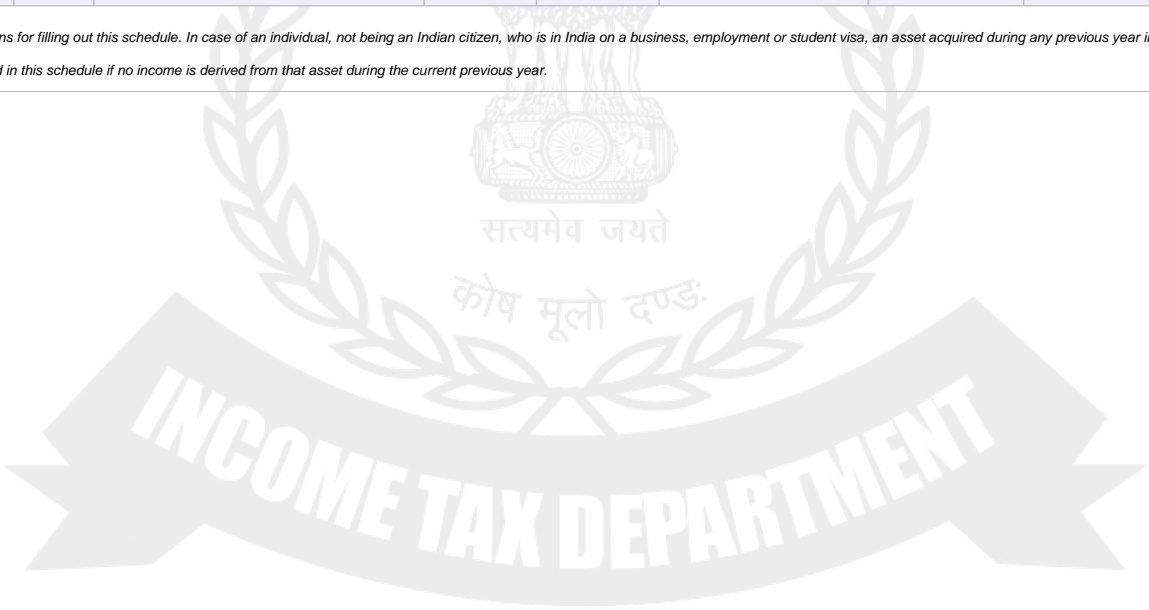 ns for filling out this schedule. In case of an individual, not being an Indian citizen, who is in India on a business, employment or student visa, an asset acquired during any previous year i
d in this schedule if no income is derived from that asset during the current previous year.
सत्यमेव जयते
कोष मूलो दण्डः
INCOME TAX DEPARTMENT